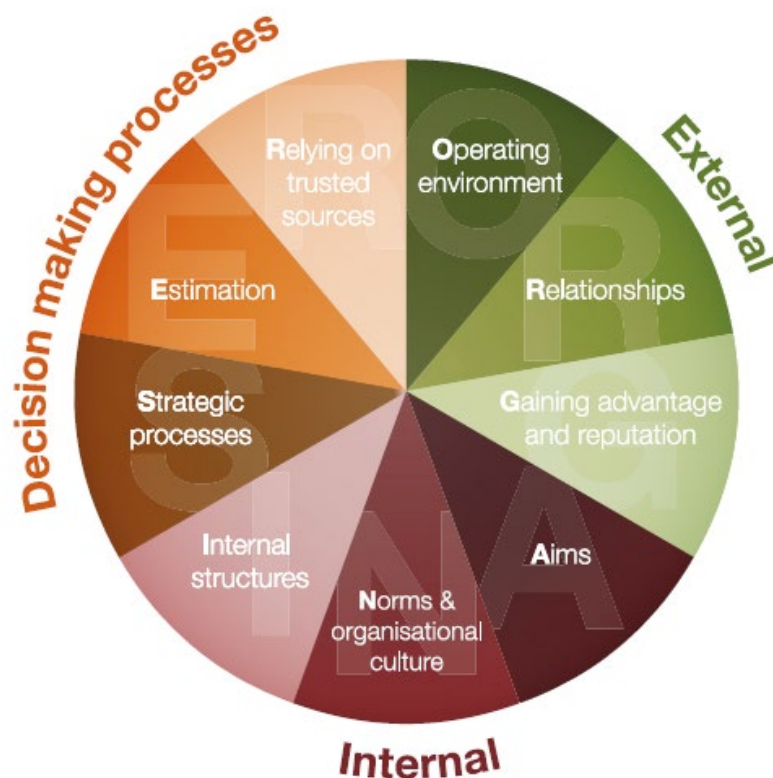 Decision making processes
External
Internal
O
Operating
environment
R
Relationships
G
Gaining advantage
and reputation
A
Aims
N
Norms &
organisational
culture
I
Internal
structures
S
Strategic
processes
E
Estimation
R
Relying on
trusted
sources